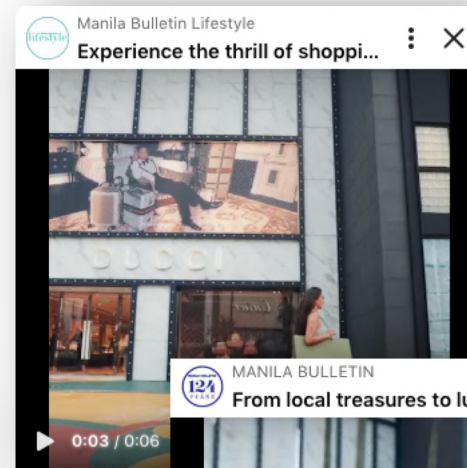 lifestyle
Manila Bulletin Lifestyle
Experience the thrill of shoppi...
GUCCI
MANILA BULLETIN
124
YEARS
From local treasures to lu
0:03 / 0:06